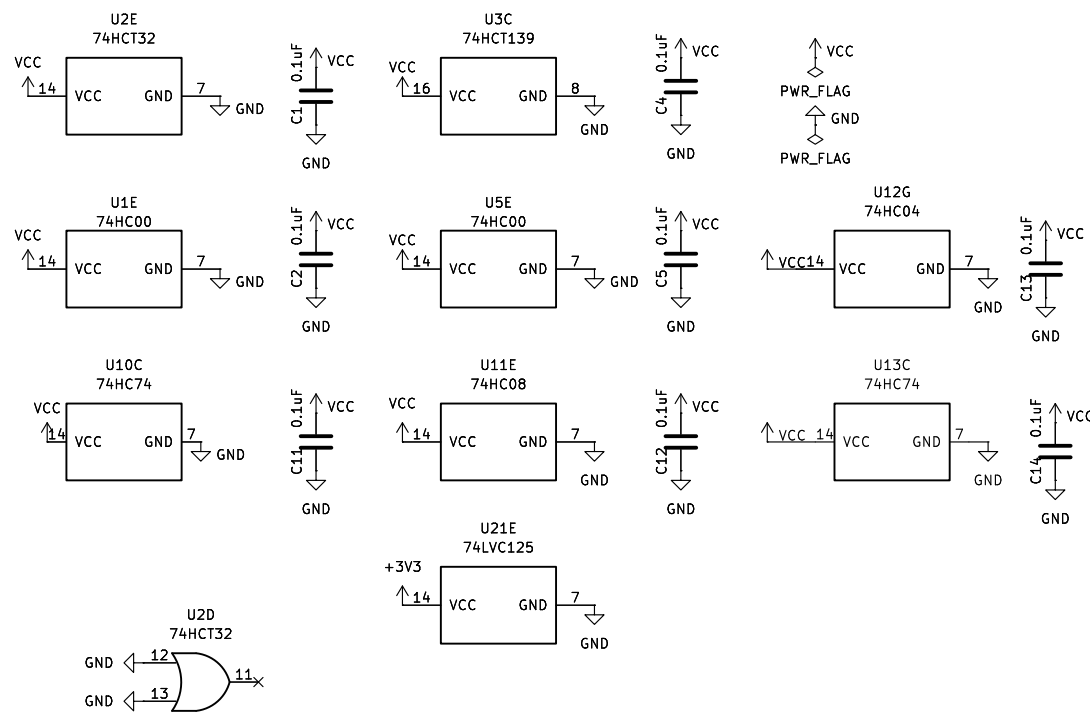 U2E
74HCT32
VCC
14
VCC
GND
7
GND
0.1uF
VCC
C1
GND
U3C
74HCT139
VCC
16
VCC
GND
8
GND
0.1uF
VCC
C4
GND
VCC
PWR_FLAG
GND
PWR_FLAG
U1E
74HC00
VCC
14
VCC
GND
7
GND
0.1uF
VCC
C2
GND
U5E
74HC00
VCC
14
VCC
GND
7
GND
0.1uF
VCC
C5
GND
U12G
74HC04
VCC
14
VCC
GND
7
GND
0.1uF
VCC
C13
GND
U10C
74HC74
VCC
14
VCC
GND
7
GND
0.1uF
VCC
C11
GND
U11E
74HC08
VCC
14
VCC
GND
7
GND
0.1uF
VCC
C12
GND
U13C
74HC74
VCC
14
VCC
GND
7
GND
0.1uF
VCC
C14
GND
U21E
74LVC125
+3V3
14
VCC
GND
7
GND
U2D
74HCT32
GND
12
11
GND
13